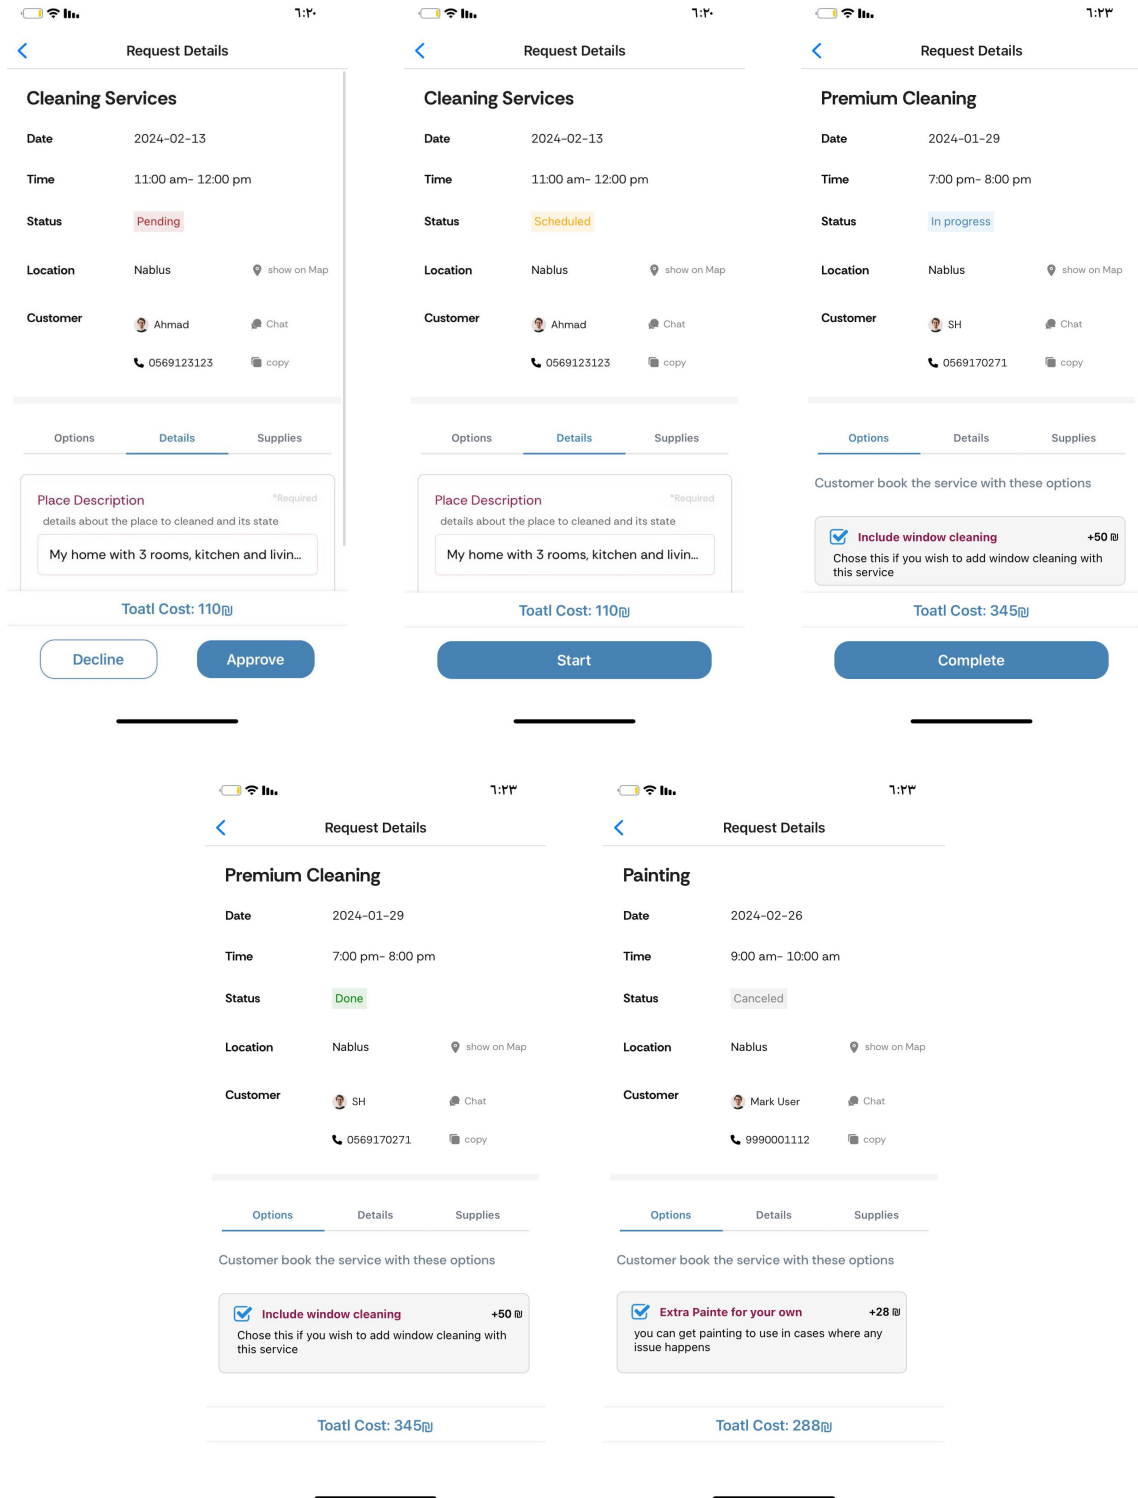 ٦:٢٠
Request Details
Cleaning Services
Date 2024-02-13
Time 11:00 am- 12:00 pm
Status Pending
Location Nablus show on Map
Customer Ahmad Chat
0569123123 copy
Options Details Supplies
Place Description *Required
details about the place to cleaned and its state
My home with 3 rooms, kitchen and livin...
Toatl Cost: 110₪
Decline Approve
٦:٢٠
Request Details
Cleaning Services
Date 2024-02-13
Time 11:00 am- 12:00 pm
Status Scheduled
Location Nablus show on Map
Customer Ahmad Chat
0569123123 copy
Options Details Supplies
Place Description *Required
details about the place to cleaned and its state
My home with 3 rooms, kitchen and livin...
Toatl Cost: 110₪
Start
٦:٢٣
Request Details
Premium Cleaning
Date 2024-01-29
Time 7:00 pm- 8:00 pm
Status In progress
Location Nablus show on Map
Customer SH Chat
0569170271 copy
Options Details Supplies
Customer book the service with these options
Include window cleaning +50 ₪
Chose this if you wish to add window cleaning with
this service
Toatl Cost: 345₪
Complete
٦:٢٣
Request Details
Premium Cleaning
Date 2024-01-29
Time 7:00 pm- 8:00 pm
Status Done
Location Nablus show on Map
Customer SH Chat
0569170271 copy
Options Details Supplies
Customer book the service with these options
Include window cleaning +50 ₪
Chose this if you wish to add window cleaning with
this service
Toatl Cost: 345₪
٦:٢٣
Request Details
Painting
Date 2024-02-26
Time 9:00 am- 10:00 am
Status Canceled
Location Nablus show on Map
Customer Mark User Chat
9990001112 copy
Options Details Supplies
Customer book the service with these options
Extra Painte for your own +28 ₪
you can get painting to use in cases where any
issue happens
Toatl Cost: 288₪